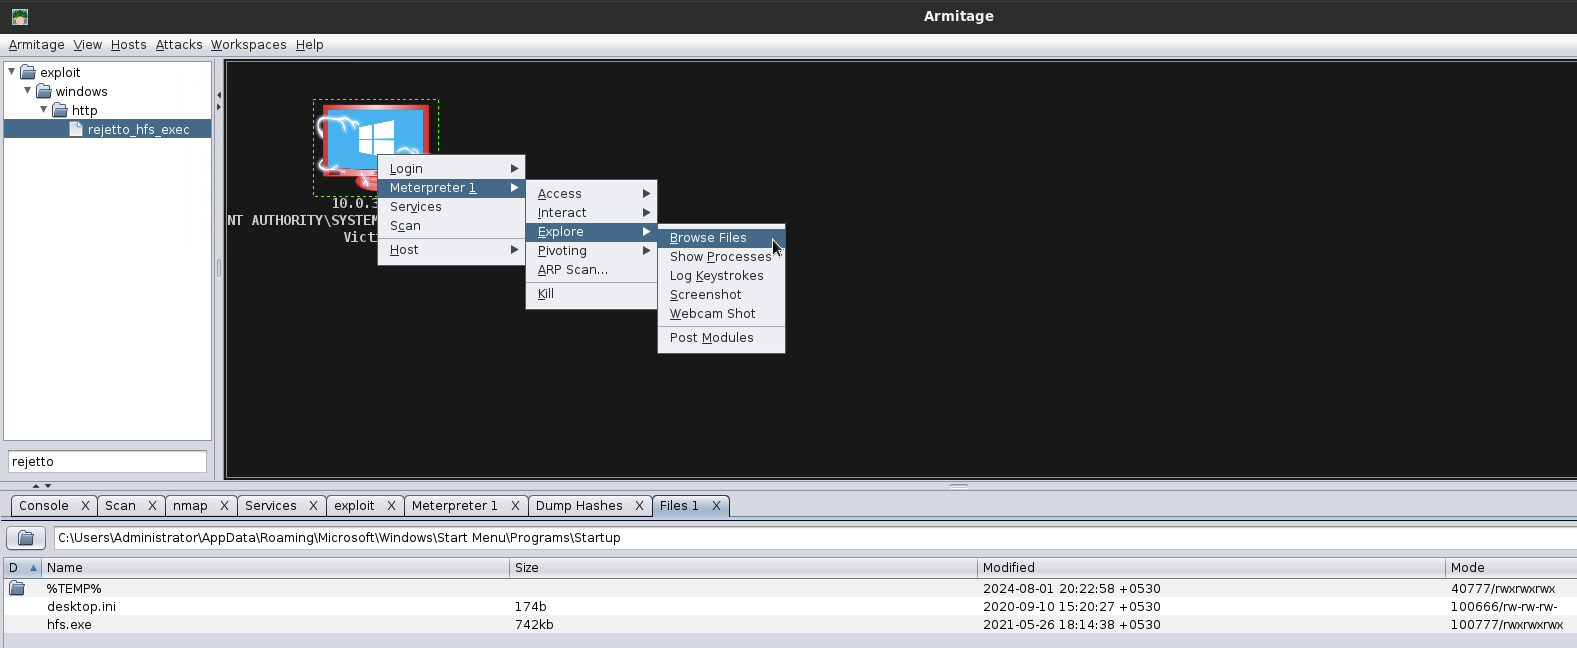 Armitage
Armitage View Hosts Attacks Workspaces Help
exploit
windows
http
rejetto_hfs_exec
rejetto
10.0.3
NT AUTHORITY\SYSTEM
Login
Meterpreter 1
Services
Scan
Host
Access
Interact
Explore
Pivoting
ARP Scan...
Kill
Browse Files
Show Processes
Log Keystrokes
Screenshot
Webcam Shot
Post Modules
Console X Scan X nmap X Services X exploit X Meterpreter 1 X Dump Hashes X Files 1 X
C:\Users\Administrator\AppData\Roaming\Microsoft\Windows\Start Menu\Programs\Startup
D Name Size Modified Mode
%TEMP% 2024-08-01 20:22:58 +0530 40777/rwxrwxrwx
desktop.ini 174b 2020-09-10 15:20:27 +0530 100666/rw-rw-rw-
hfs.exe 742kb 2021-05-26 18:14:38 +0530 100777/rwxrwxrwx